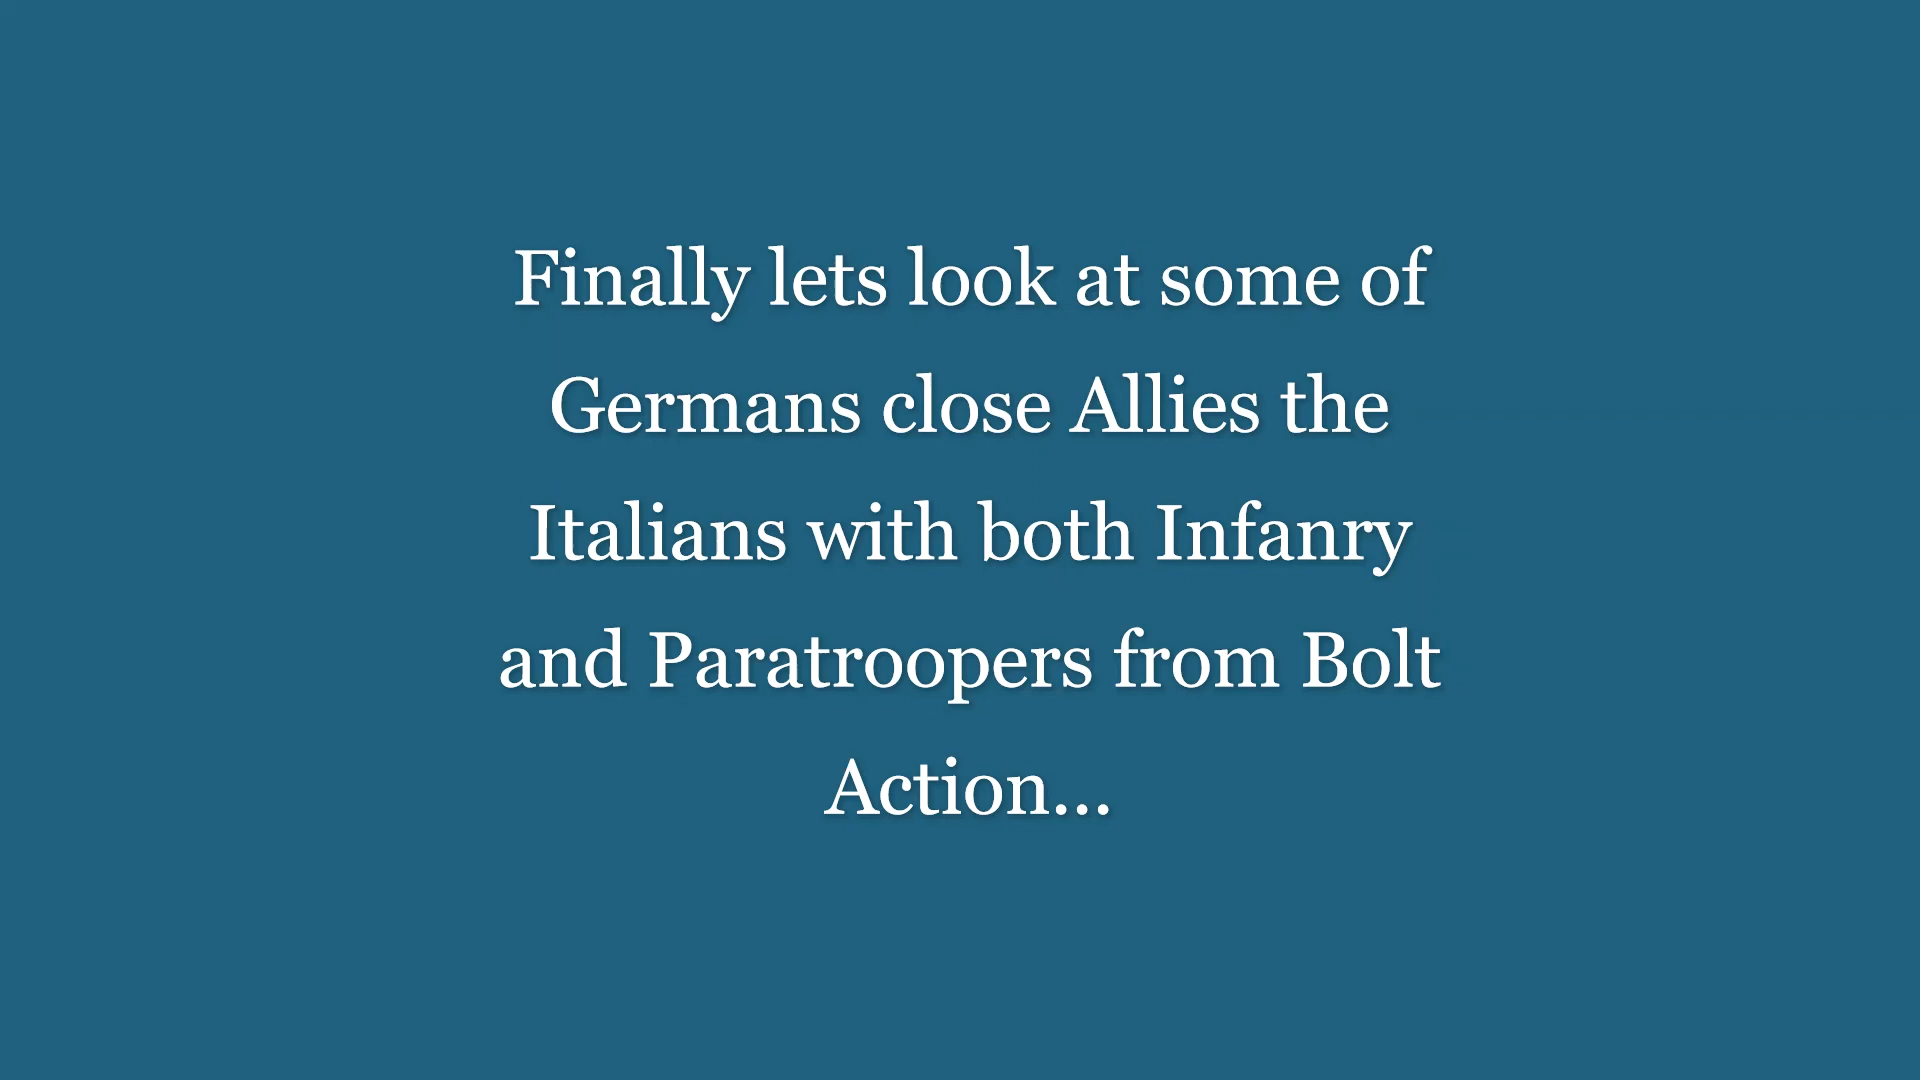 Finally lets look at some of
Germans close Allies the
Italians with both Infanry
and Paratroopers from Bolt
Action...